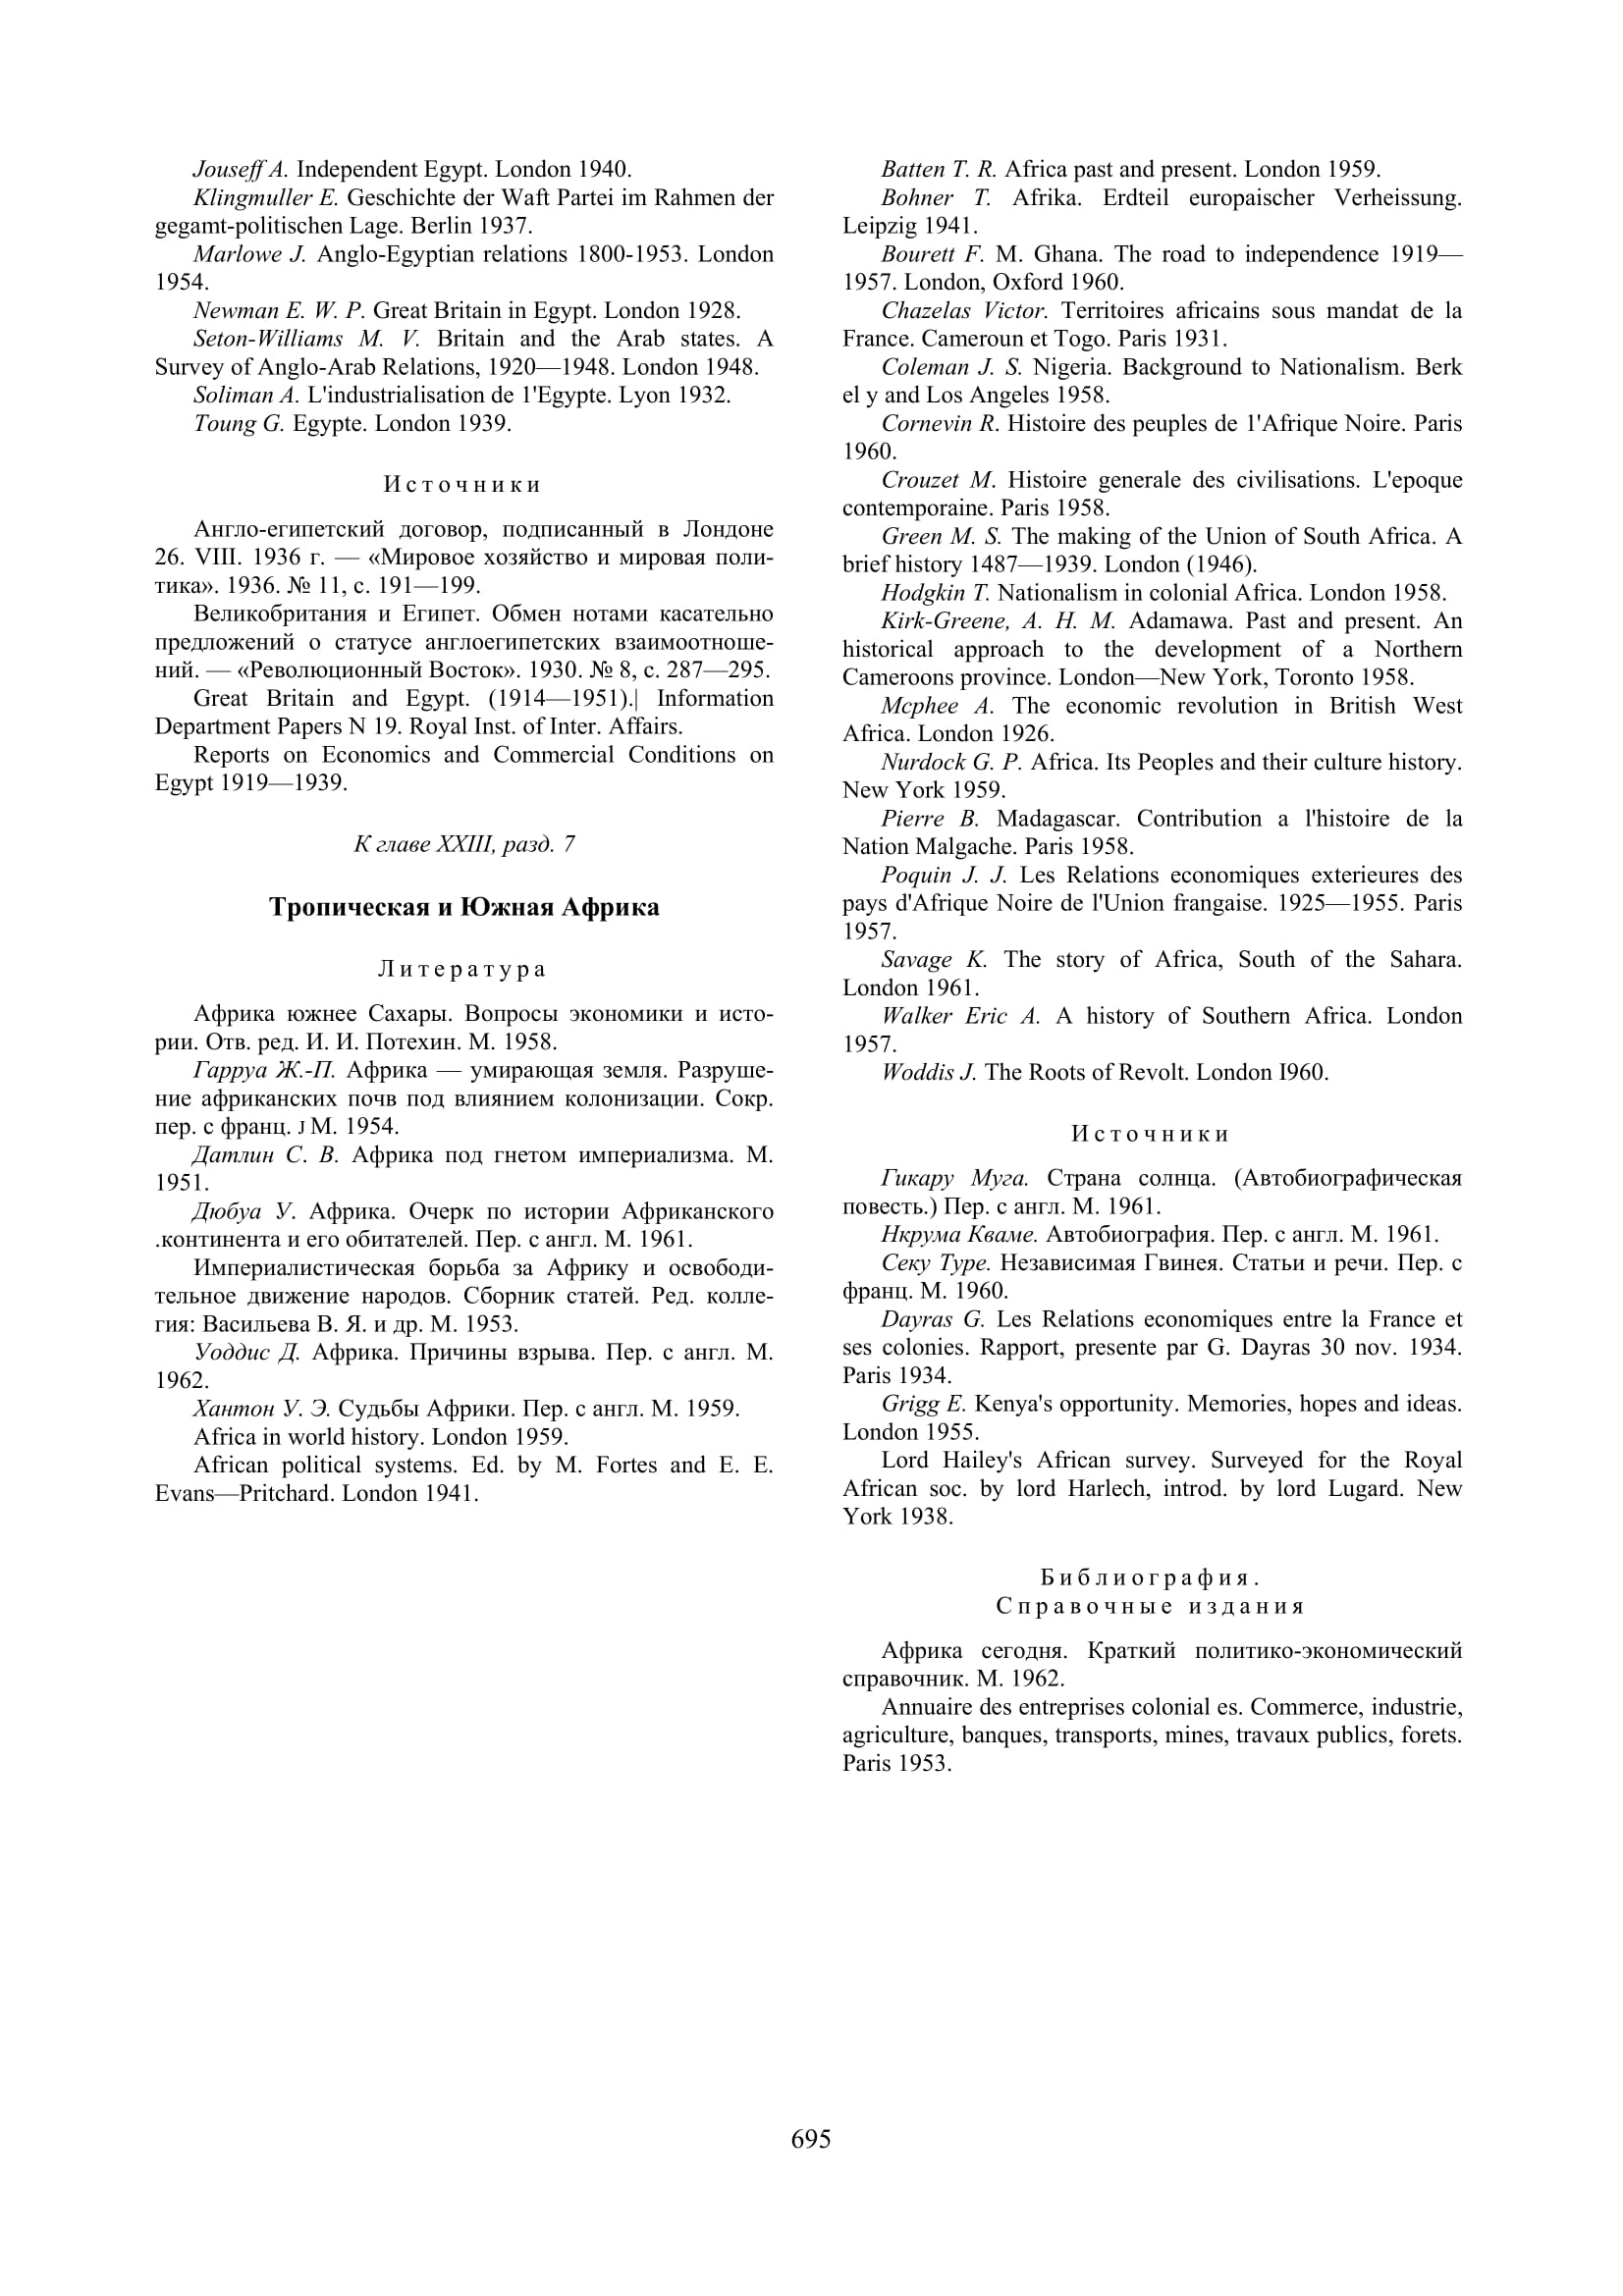 Jouseff A. Independent Egypt. London 1940.
Klingmuller E. Geschichte der Waft Partei im Rahmen der
gegamt-politischen Lage. Berlin 1937.
Marlowe J. Anglo-Egyptian relations 1800-1953. London
1954.
Newman E. W. P. Great Britain in Egypt. London 1928.
Seton-Williams M. V. Britain and the Arab states. A
Survey of Anglo-Arab Relations, 1920—1948. London 1948.
Soliman A. L'industrialisation de 1'Egypte. Lyon 1932.
Toung G. Egypte. London 1939.
Источники
Англо-египетский договор, подписанный в Лондоне
26. VIII. 1936 г. — «Мировое хозяйство и мировая поли-
тика». 1936. № 11, с. 191—199.
Великобритания и Египет. Обмен нотами касательно
предложений о статусе англоегипетских взаимоотноше-
ний. — «Революционный Восток». 1930. № 8, с. 287—295.
Great Britain and Egypt. (1914—1951).| Information
Department Papers N 19. Royal Inst. of Inter. Affairs.
Reports on Economics and Commercial Conditions on
Egypt 1919—1939.
К главе XXIII, разд. 7
Тропическая и Южная Африка
Литература
Африка южнее Сахары. Вопросы экономики и исто-
рии. Отв. ред. И. И. Потехин. М. 1958.
Гарруа Ж.-П. Африка — умирающая земля. Разруше-
ние африканских почв под влиянием колонизации. Сокр.
пер. с франц. J М. 1954.
Датлин С. В. Африка под гнетом империализма. М.
1951.
Дюбуа У. Африка. Очерк по истории Африканского
.континента и его обитателей. Пер. с англ. М. 1961.
Империалистическая борьба за Африку и освободи-
тельное движение народов. Сборник статей. Ред. колле-
гия: Васильева В. Я. и др. М. 1953.
Уоддис Д. Африка. Причины взрыва. Пер. с англ. М.
1962.
Хантон У. Э. Судьбы Африки. Пер. с англ. М. 1959.
Africa in world history. London 1959.
African political systems. Ed. by M. Fortes and E. E.
Evans—Pritchard. London 1941.
Batten T. R. Africa past and present. London 1959.
Bohner T. Afrika. Erdteil europaischer Verheissung.
Leipzig 1941.
Bourett F. M. Ghana. The road to independence 1919—
1957. London, Oxford 1960.
Chazelas Victor. Territoires africains sous mandat de la
France. Cameroun et Togo. Paris 1931.
Coleman J. S. Nigeria. Background to Nationalism. Berk
el y and Los Angeles 1958.
Cornevin R. Histoire des peuples de 1'Afrique Noire. Paris
1960.
Crouzet M. Histoire generale des civilisations. L'epoque
contemporaine. Paris 1958.
Green M. S. The making of the Union of South Africa. A
brief history 1487—1939. London (1946).
Hodgkin T. Nationalism in colonial Africa. London 1958.
Kirk-Greene, A. H. M. Adamawa. Past and present. An
historical approach to the development of a Northern
Cameroons province. London—New York, Toronto 1958.
Mcphee A. The economic revolution in British West
Africa. London 1926.
Nurdock G. P. Africa. Its Peoples and their culture history.
New York 1959.
Pierre B. Madagascar. Contribution a l'histoire de la
Nation Malgache. Paris 1958.
Poquin J. J. Les Relations economiques exterieures des
pays d'Afrique Noire de l'Union frangaise. 1925—1955. Paris
1957.
Savage K. The story of Africa, South of the Sahara.
London 1961.
Walker Eric A. A history of Southern Africa. London
1957.
Woddis J. The Roots of Revolt. London I960.
Источники
Гикару Муга. Страна солнца. (Автобиографическая
повесть.) Пер. с англ. М. 1961.
Нкрума Кваме. Автобиография. Пер. с англ. М. 1961.
Секу Туре. Независимая Гвинея. Статьи и речи. Пер. с
франц. М. 1960.
Dayras G. Les Relations economiques entre la France et
ses colonies. Rapport, presente par G. Dayras 30 nov. 1934.
Paris 1934.
Grigg E. Kenya's opportunity. Memories, hopes and ideas.
London 1955.
Lord Hailey's African survey. Surveyed for the Royal
African soc. by lord Harlech, introd. by lord Lugard. New
York 1938.
Библиография.
Справочные издания
Африка сегодня. Краткий политико-экономический
справочник. М. 1962.
Annuaire des entreprises colonial es. Commerce, industrie,
agriculture, banques, transports, mines, travaux publics, forets.
Paris 1953.
695